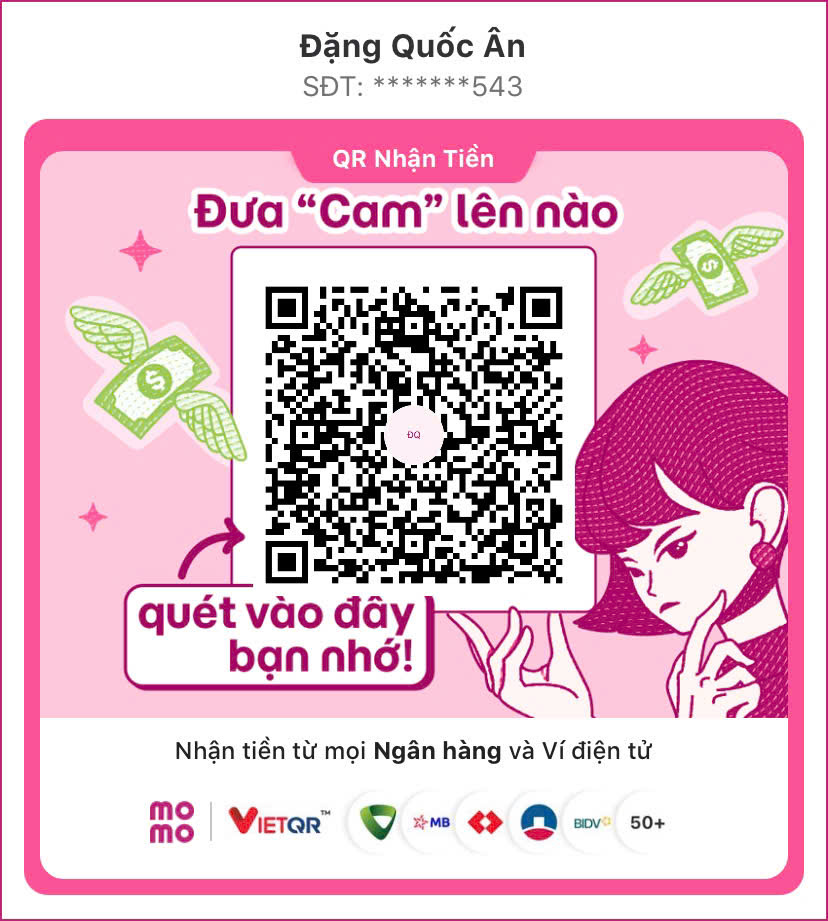 Đặng Quốc Ân
SĐT: *******543
QR Nhận Tiền
Đưa “Cam” lên nào
ĐQ
quét vào đây
bạn nhớ!
Nhận tiền từ mọi Ngân hàng và Ví điện tử
mo
mo
VIETQR™
MB
BIDV
50+